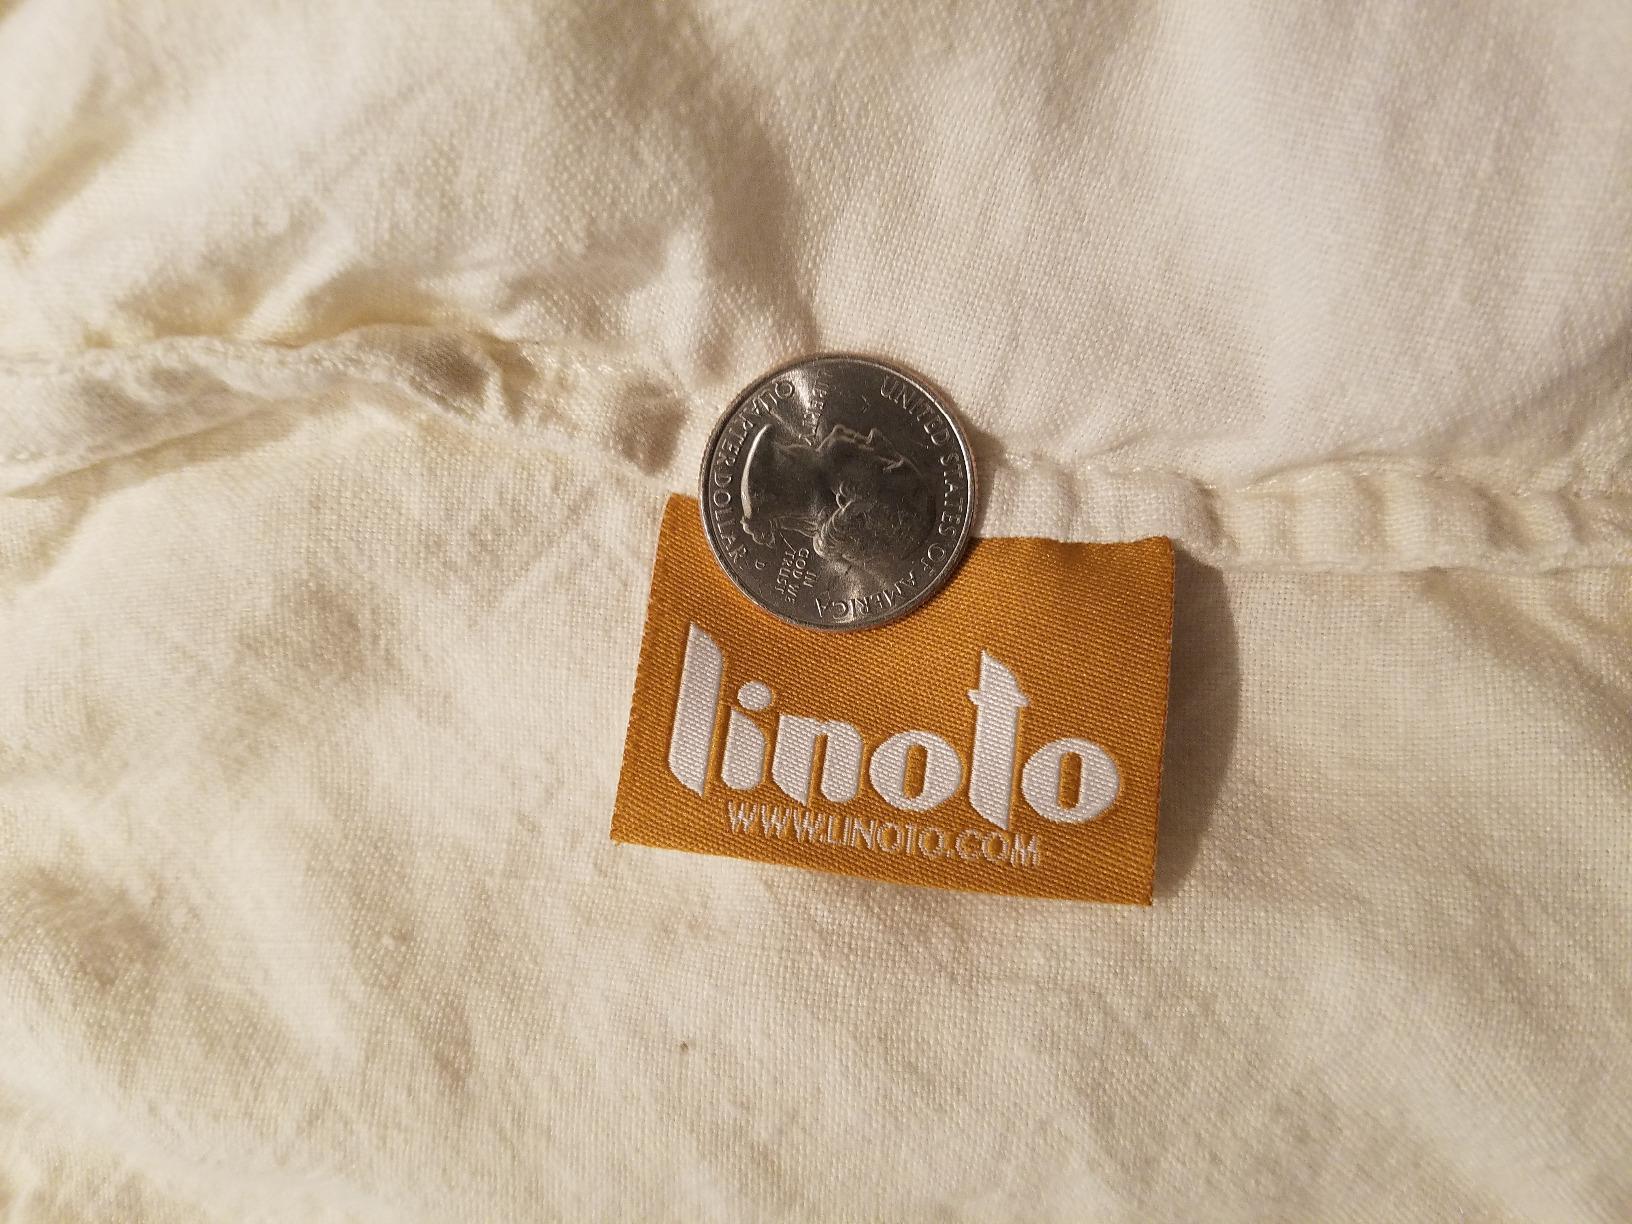 UNITED STATES OF AMERICA
LIBERTY
IN
GOD WE
TRUST
D
QUARTER DOLLAR
linoto
WWW.LINOTO.COM